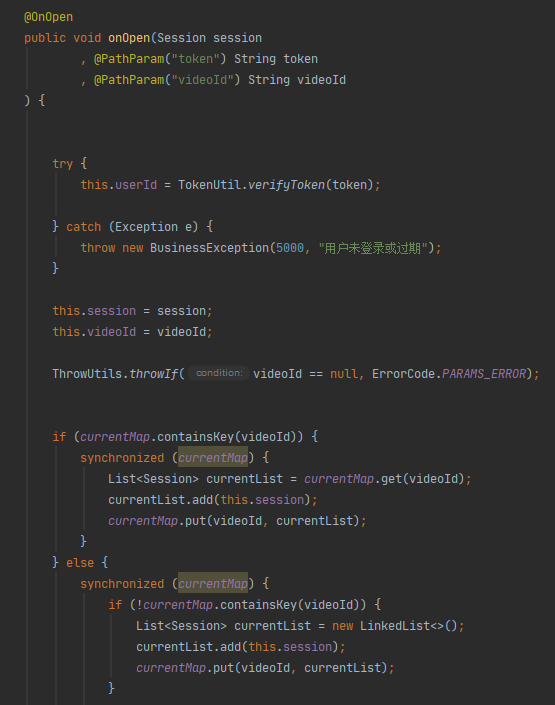 @OnOpen
public void onOpen(Session session
, @PathParam("token") String token
, @PathParam("videoId") String videoId
) {
try {
this.userId = TokenUtil.verifyToken(token);
} catch (Exception e) {
throw new BusinessException(5000, "用户未登录或过期");
}
this.session = session;
this.videoId = videoId;
ThrowUtils.throwIf( condition: videoId == null, ErrorCode.PARAMS_ERROR);
if (currentMap.containsKey(videoId)) {
synchronized (currentMap) {
List<Session> currentList = currentMap.get(videoId);
currentList.add(this.session);
currentMap.put(videoId, currentList);
}
} else {
synchronized (currentMap) {
if (!currentMap.containsKey(videoId)) {
List<Session> currentList = new LinkedList<>();
currentList.add(this.session);
currentMap.put(videoId, currentList);
}